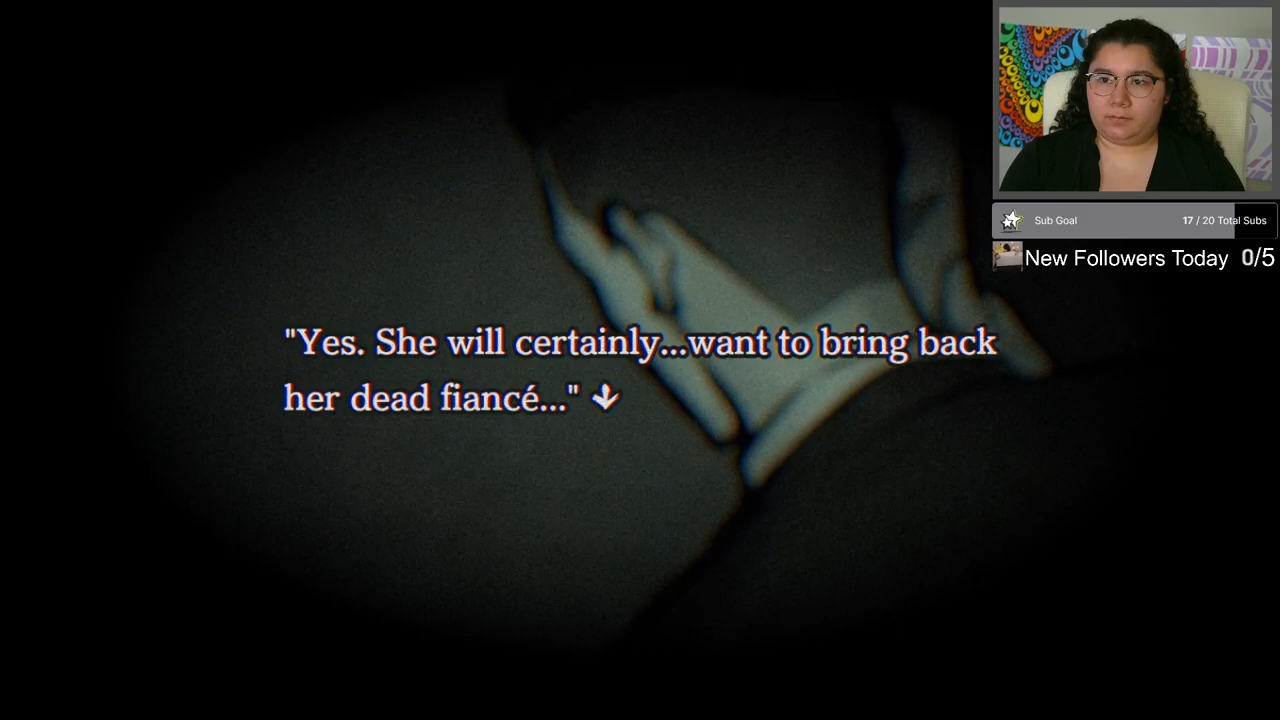 "Yes. She will certainly...want to bring back
her dead fiancé..."
Sub Goal
17 / 20 Total Subs
New Followers Today 0/5